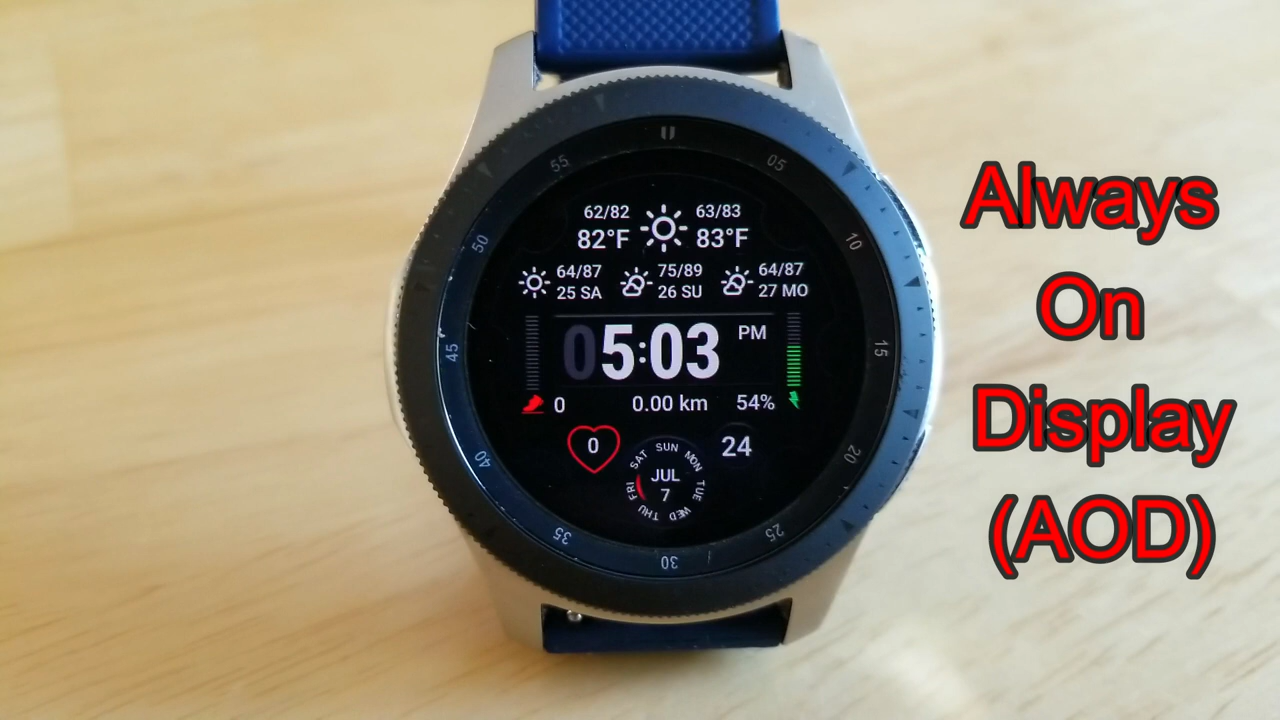 55
05
50
10
45
15
40
20
35
25
30
62/82
63/83
82°F
83°F
64/87
25 SA
75/89
26 SU
64/87
27 MO
05:03 PM
0
0.00 km
54%
0
24
SUN
MON
TUE
WED
THU
FRI
SAT
JUL
7
Always
On
Display
(AOD)